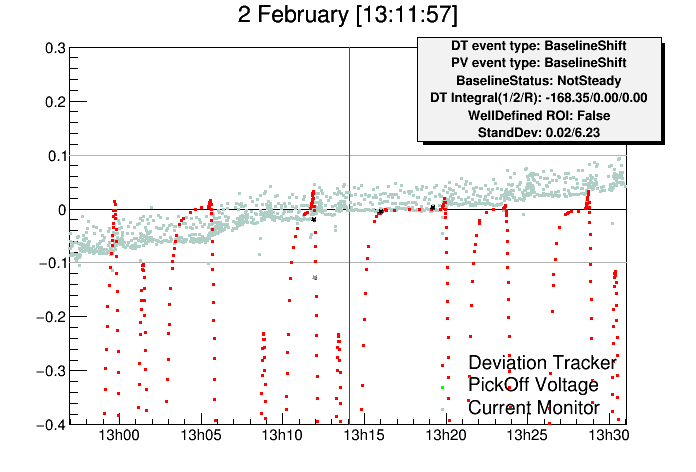 2 February [13:11:57]
DT event type: BaselineShift
PV event type: BaselineShift
BaselineStatus: NotSteady
DT Integral(1/2/R): -168.35/0.00/0.00
WellDefined ROI: False
StandDev: 0.02/6.23
0.3
0.2
0.1
0
−0.1
−0.2
−0.3
−0.4
Deviation Tracker
PickOff Voltage
Current Monitor
13h00 13h05 13h10 13h15 13h20 13h25 13h30